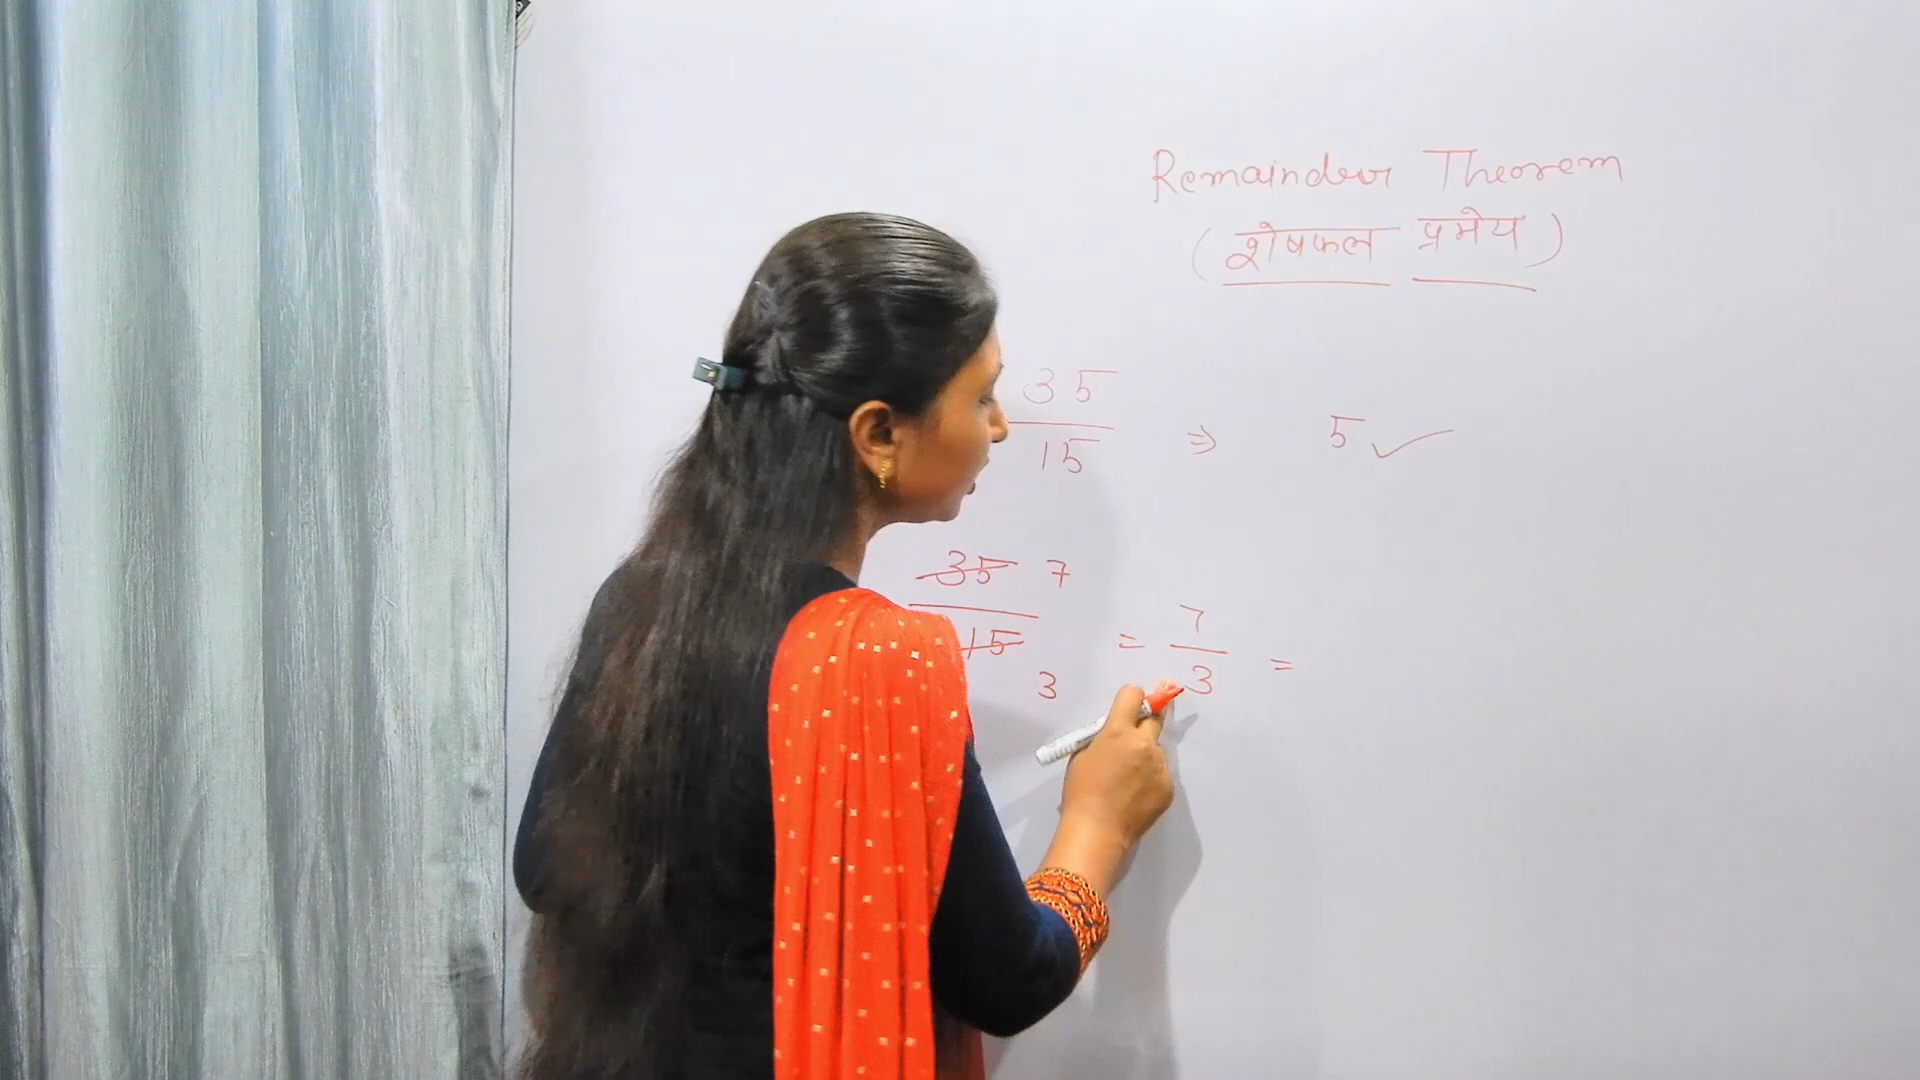 Remainder Theorem
(शेषफल प्रमेय)
35
15 ⇒ 5 ✓
35 7
15 3 = 7/3 =